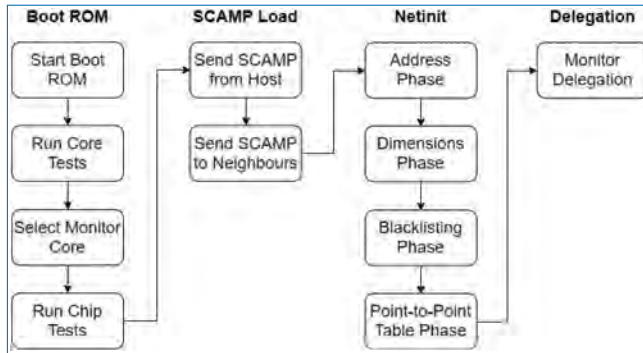 Boot ROM
Start Boot
ROM
Run Core
Tests
Select Monitor
Core
Run Chip
Tests
SCAMP Load
Send SCAMP
from Host
Send SCAMP
to Neighbours
Netinit
Address
Phase
Dimensions
Phase
Blacklisting
Phase
Point-to-Point
Table Phase
Delegation
Monitor
Delegation